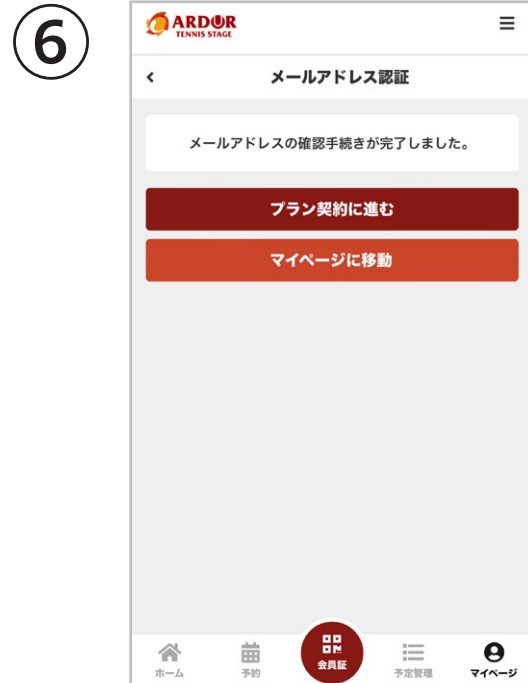 ⑥
ARDOR
TENNIS STAGE
メールアドレス認証
メールアドレスの確認手続きが完了しました。
プラン契約に進む
マイページに移動
ホーム
予約
会員証
予定管理
マイページ